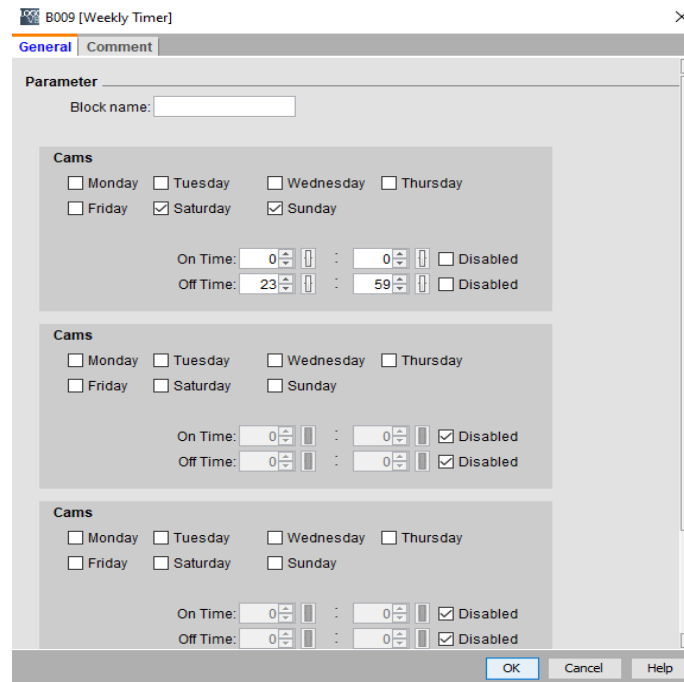 B009 [Weekly Timer]
General Comment
Parameter
Block name:
Cams
Monday Tuesday Wednesday Thursday
Friday Saturday Sunday
On Time: 0 : 0 Disabled
Off Time: 23 : 59 Disabled
Cams
Monday Tuesday Wednesday Thursday
Friday Saturday Sunday
On Time: 0 : 0 Disabled
Off Time: 0 : 0 Disabled
Cams
Monday Tuesday Wednesday Thursday
Friday Saturday Sunday
On Time: 0 : 0 Disabled
Off Time: 0 : 0 Disabled
OK Cancel Help